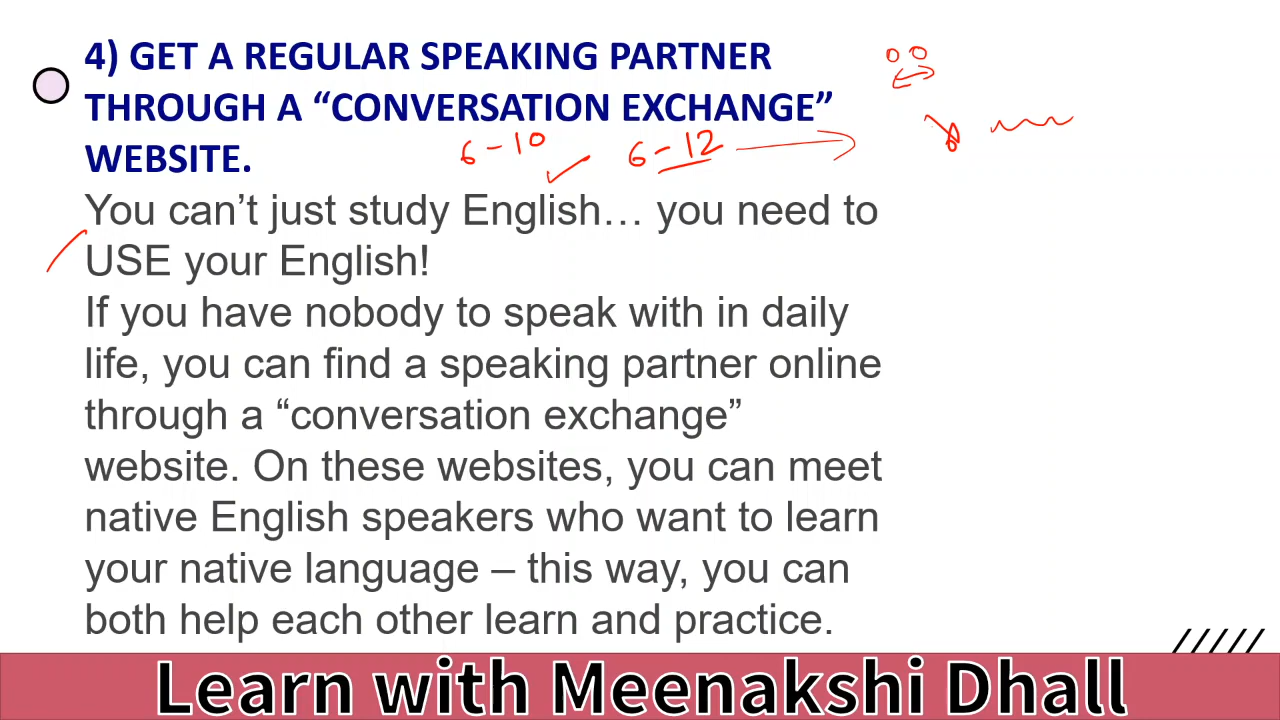 4) GET A REGULAR SPEAKING PARTNER
THROUGH A “CONVERSATION EXCHANGE”
WEBSITE.
6-10
6-12
You can’t just study English… you need to
USE your English!
If you have nobody to speak with in daily
life, you can find a speaking partner online
through a “conversation exchange”
website. On these websites, you can meet
native English speakers who want to learn
your native language – this way, you can
both help each other learn and practice.
Learn with Meenakshi Dhall